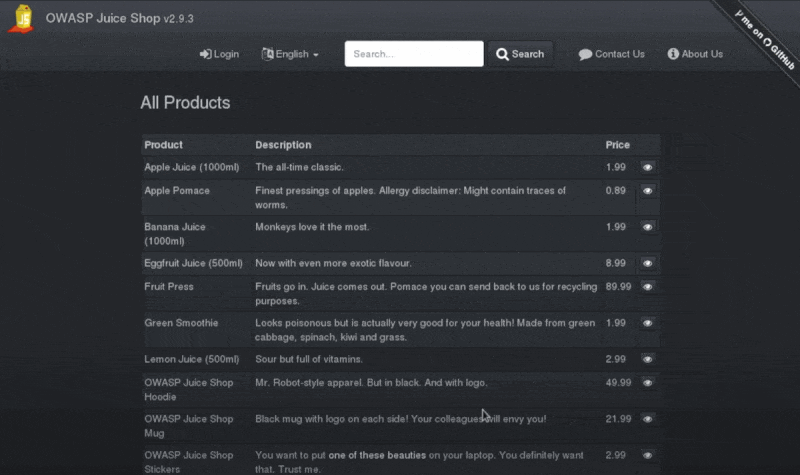 OWASP Juice Shop v2.9.3
Fork me on GitHub
Login English Search... Search Contact Us About Us
All Products
Product Description Price
Apple Juice (1000ml) The all-time classic. 1.99
Apple Pomace Finest pressings of apples. Allergy disclaimer: Might contain traces of 0.89
worms.
Banana Juice Monkeys love it the most. 1.99
(1000ml)
Eggfruit Juice (500ml) Now with even more exotic flavour. 8.99
Fruit Press Fruits go in. Juice comes out. Pomace you can send back to us for recycling 89.99
purposes.
Green Smoothie Looks poisonous but is actually very good for your health! Made from green 1.99
cabbage, spinach, kiwi and grass.
Lemon Juice (500ml) Sour but full of vitamins. 2.99
OWASP Juice Shop Mr. Robot-style apparel. But in black. And with logo. 49.99
Hoodie
OWASP Juice Shop Black mug with logo on each side! Your colleagues will envy you! 21.99
Mug
OWASP Juice Shop You want to put one of these beauties on your laptop. You definitely want 2.99
Stickers that. Trust me.